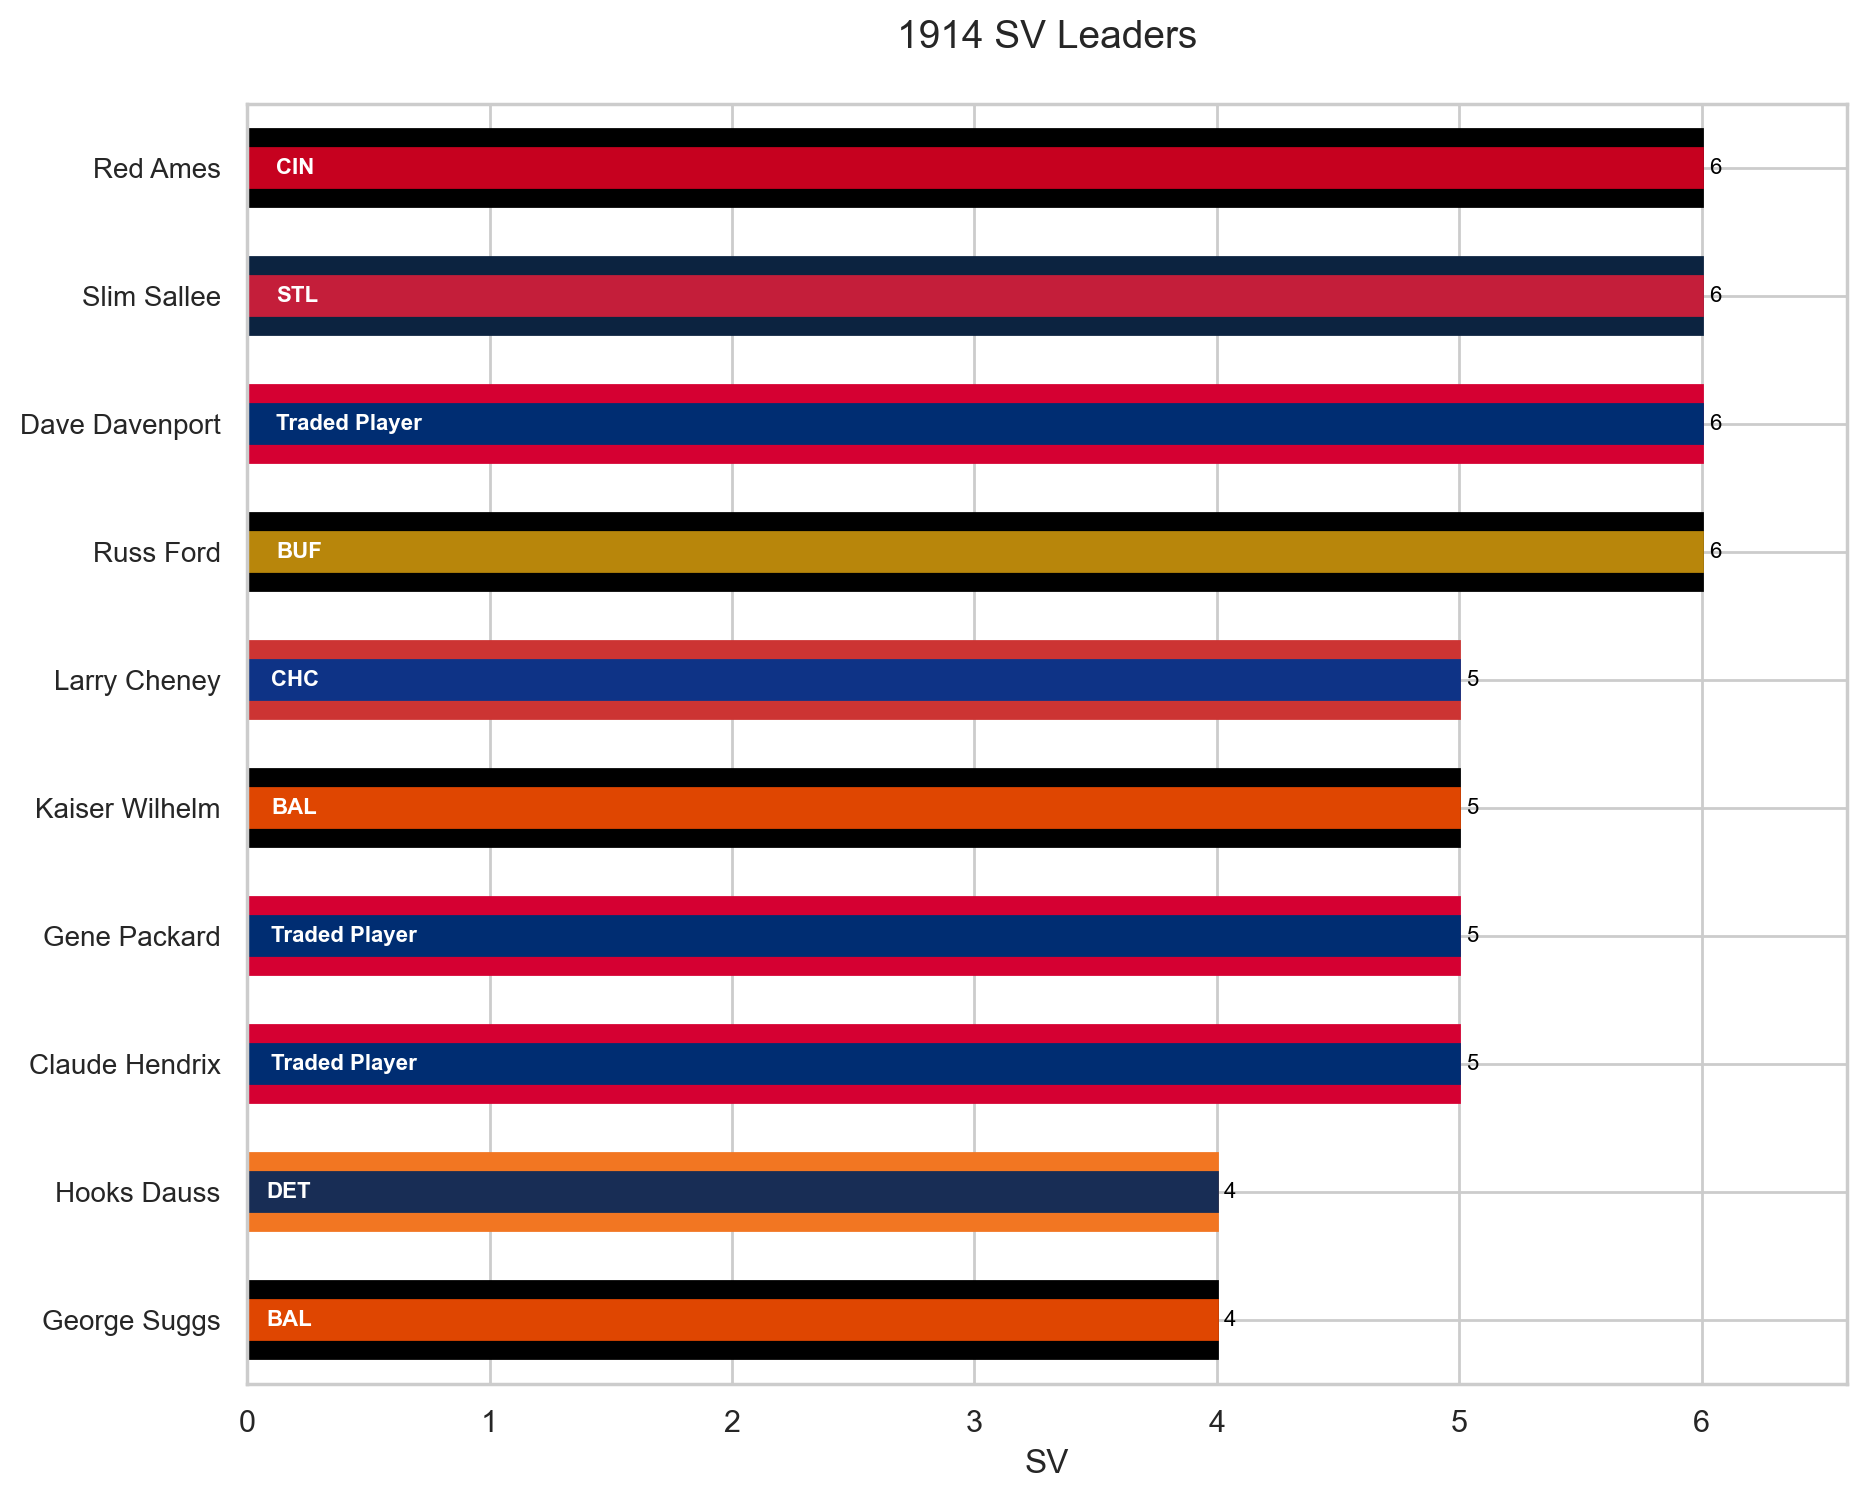 1914 SV Leaders
Red Ames
CIN
6
Slim Sallee
STL
6
Dave Davenport
Traded Player
6
Russ Ford
BUF
6
Larry Cheney
CHC
5
Kaiser Wilhelm
BAL
5
Gene Packard
Traded Player
5
Claude Hendrix
Traded Player
5
Hooks Dauss
DET
4
George Suggs
BAL
4
0 1 2 3 4 5 6
SV